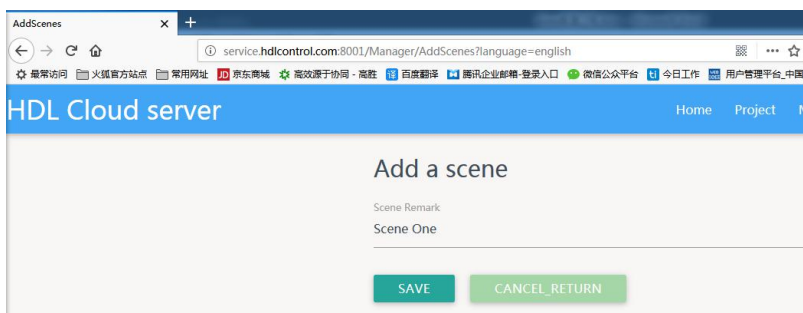 AddScenes
service.hdlcontrol.com:8001/Manager/AddScenes?language=english
最常访问 火狐官方站点 常用网址 JD 京东商城 高效源于协同 - 高胜 译 百度翻译 腾讯企业邮箱-登录入口 微信公众平台 ti 今日工作 用户管理平台_中国
HDL Cloud server Home Project
Add a scene
Scene Remark
Scene One
SAVE CANCEL_RETURN